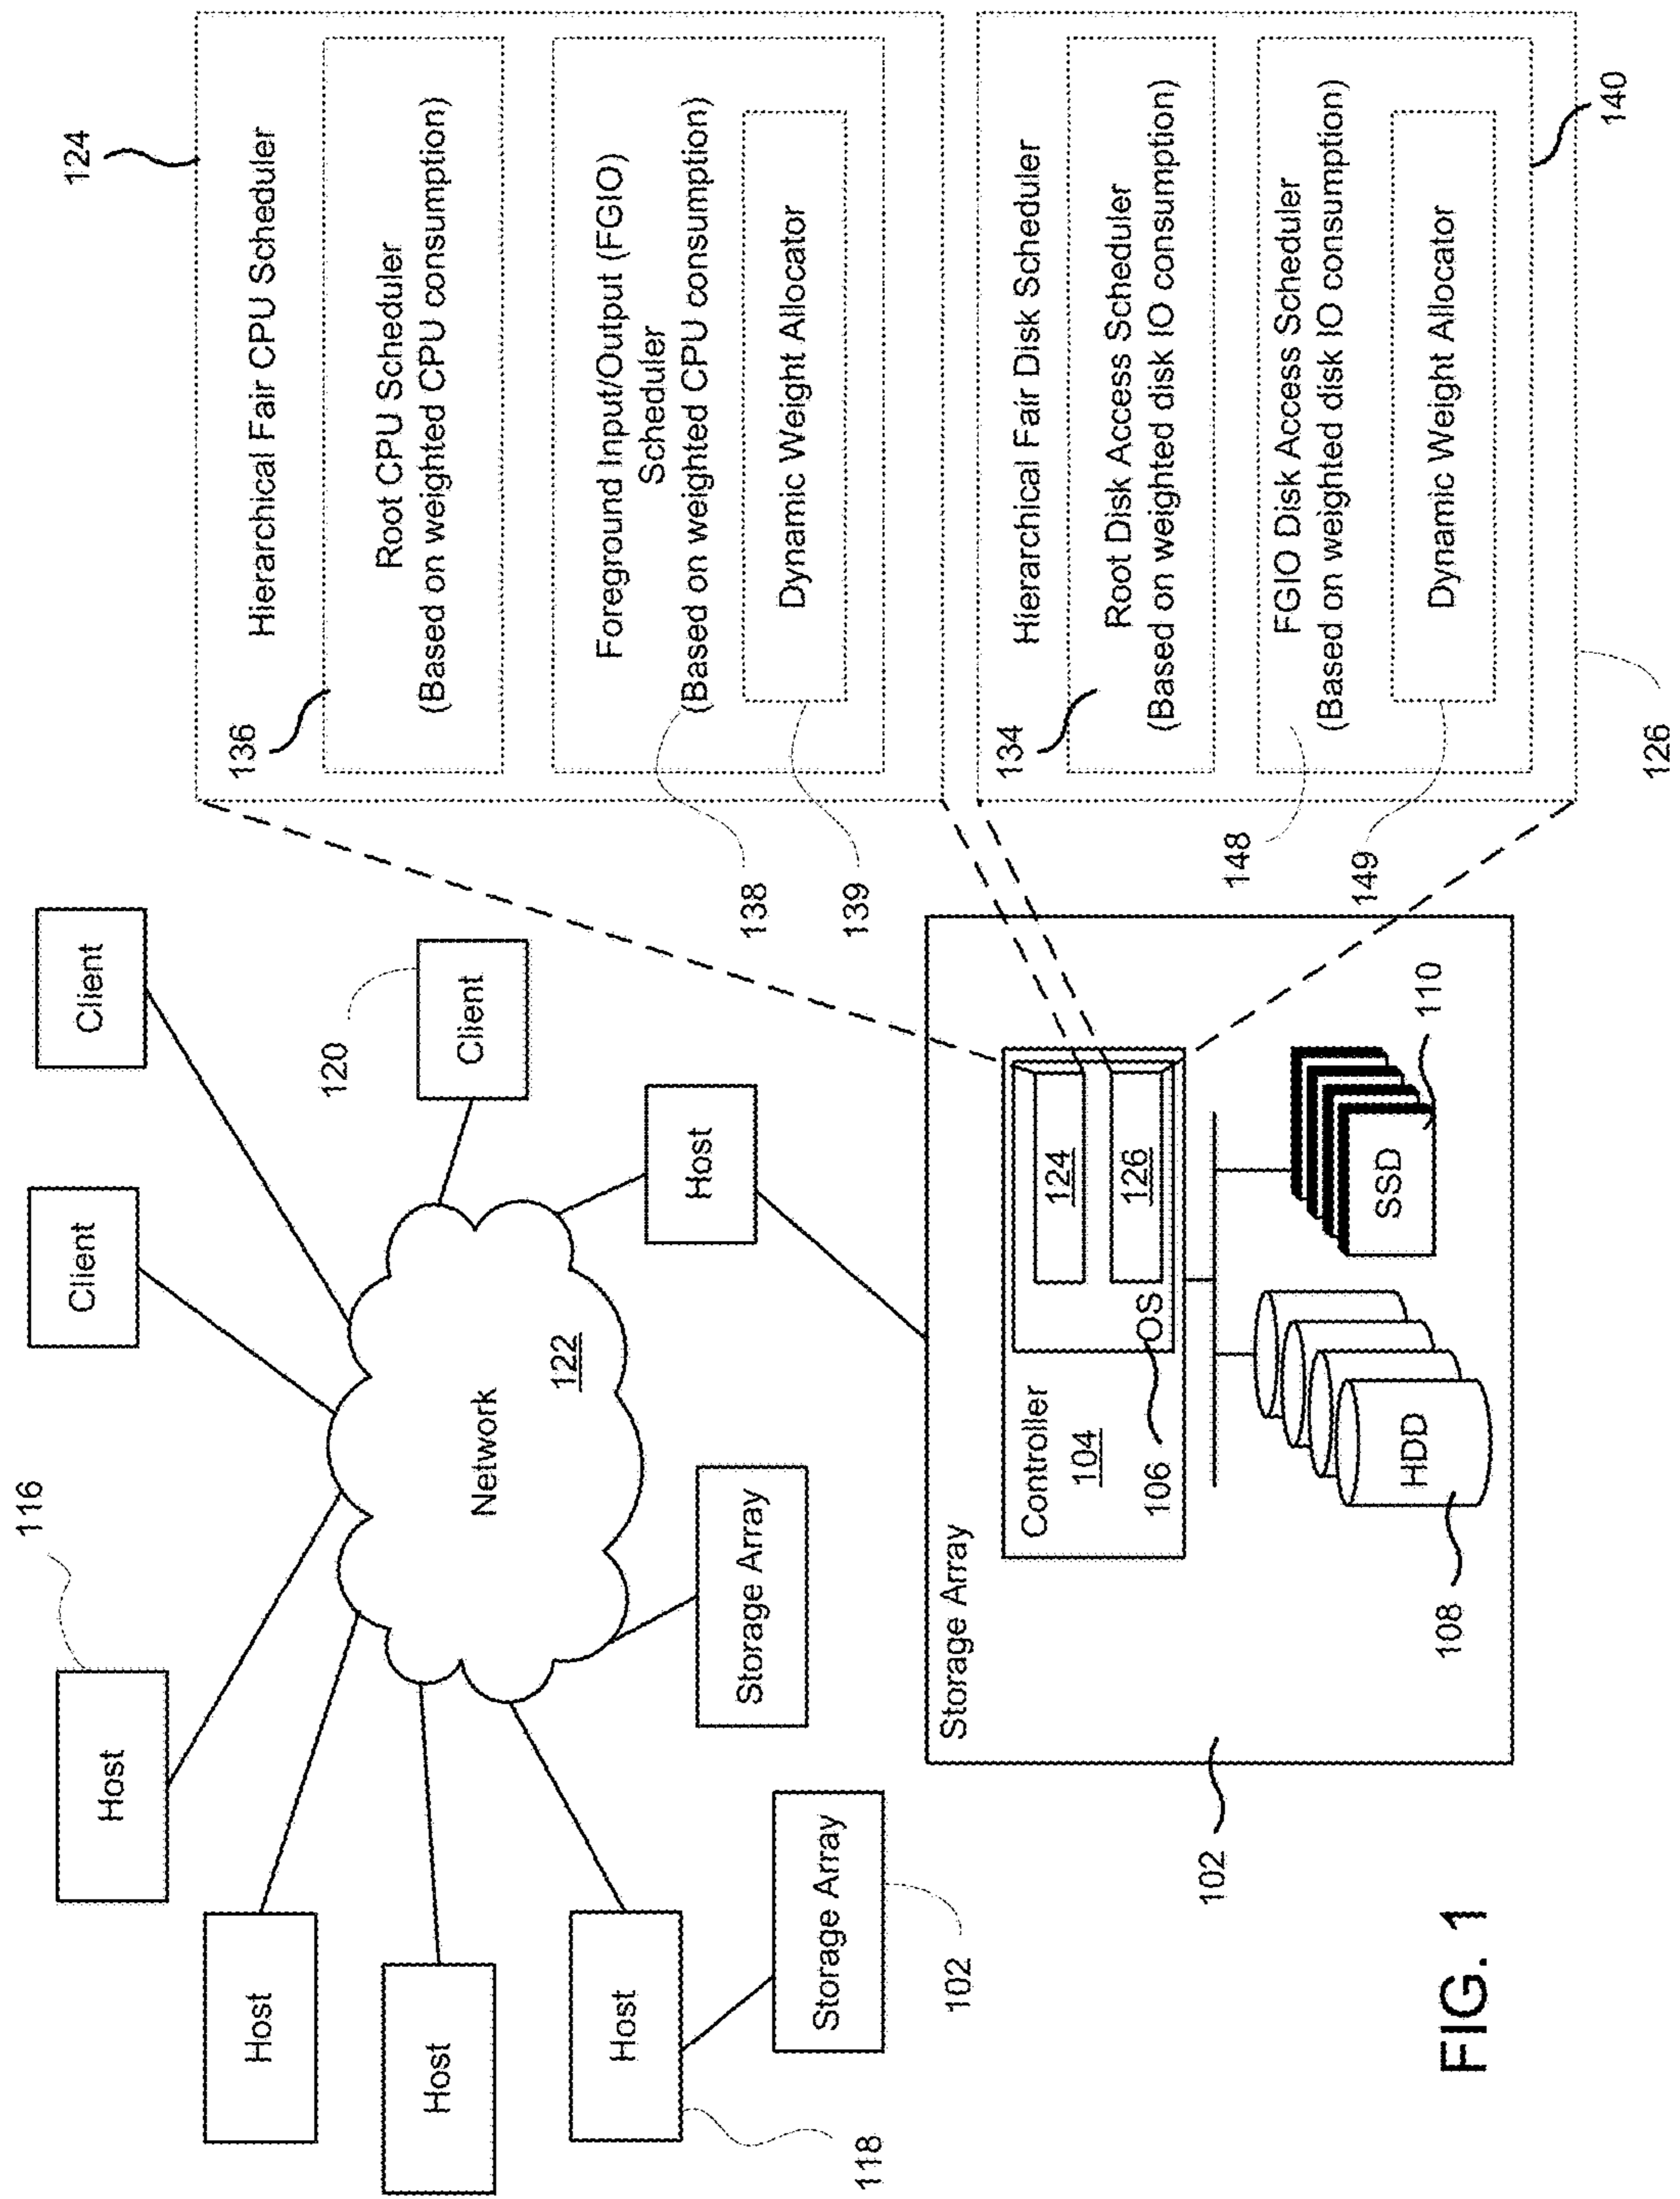 116
Host
Client
Client
Host
120
Client
Host
Network
122
Host
118
Storage Array
Host
Storage Array
102
Storage Array
102
Controller
104
106
OS
124
126
108
HDD
SSD
110
124
Hierarchical Fair CPU Scheduler
136
Root CPU Scheduler
(Based on weighted CPU consumption)
Foreground Input/Output (FGIO)
Scheduler
(Based on weighted CPU consumption)
138
Dynamic Weight Allocator
139
Hierarchical Fair Disk Scheduler
134
Root Disk Access Scheduler
(Based on weighted disk IO consumption)
FGIO Disk Access Scheduler
(Based on weighted disk IO consumption)
148
Dynamic Weight Allocator
149
140
126
FIG. 1